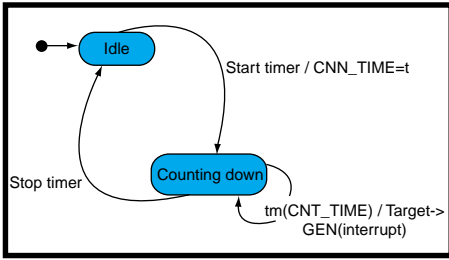 Idle
Start timer / CNN_TIME=t
Counting down
Stop timer
tm(CNT_TIME) / Target->
GEN(interrupt)